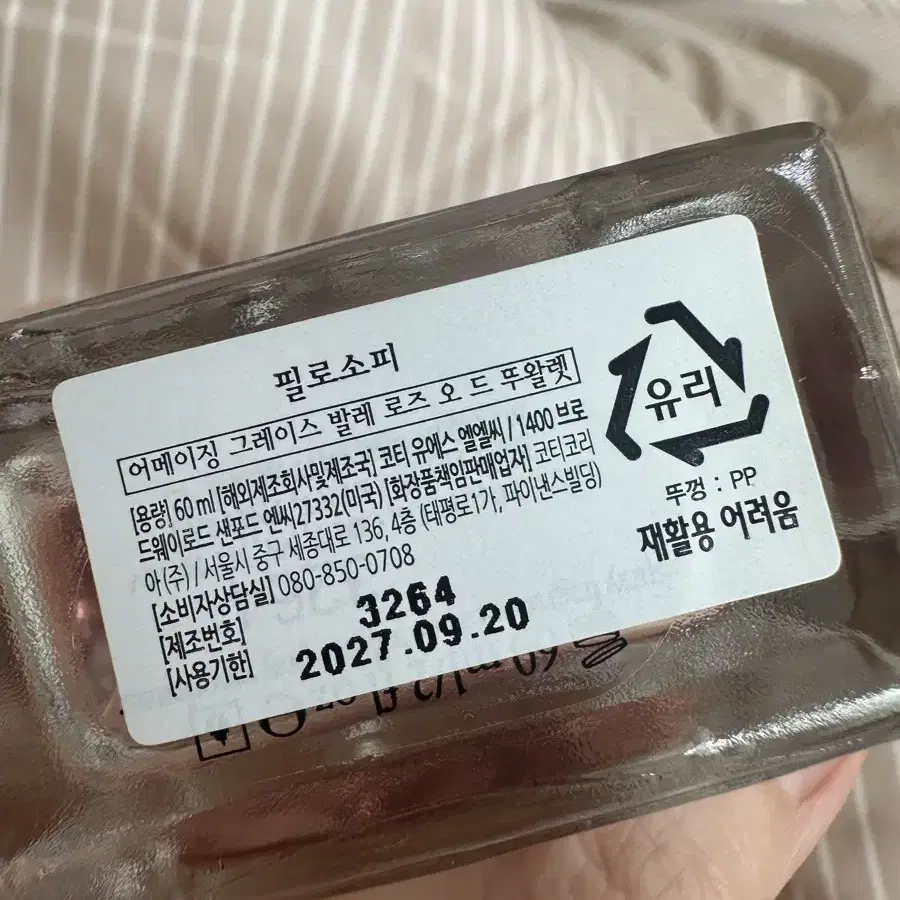 필로소피
어메이징 그레이스 발레 로즈 오 드 뚜왈렛
[용량] 60 ml [해외제조회사및제조국] 코티 유에스 엘엘씨 / 1400 브로
드웨이로드 샌포드 엔씨27332(미국) [화장품책임판매업자] 코티코리
아(주) / 서울시 중구 세종대로 136, 4층 (태평로1가, 파이낸스빌딩)
[소비자상담실] 080-850-0708
[제조번호] 3264
[사용기한] 2027.09.20
유리
뚜껑 : PP
재활용 어려움